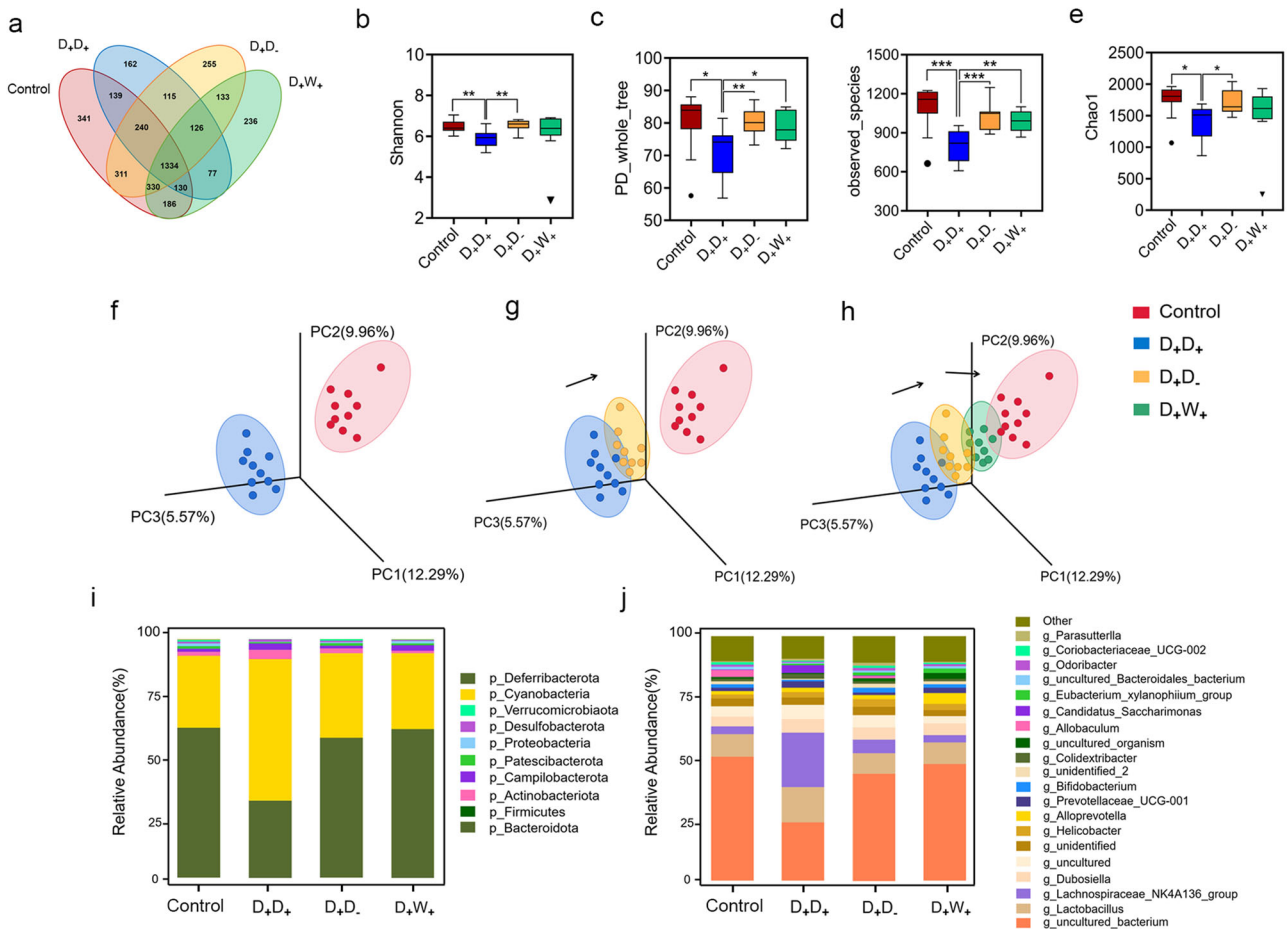 a
D+D+
D+D-
Control
D+W+
162
255
139
115
133
341
240
126
236
1334
311
330
130
77
186
b
Shannon
10
8
6
4
2
**
**
Control
D+D+
D+D-
D+W+
c
PD_whole_tree
100
90
80
70
60
50
*
*
**
Control
D+D+
D+D-
D+W+
d
observed_species
1500
1200
900
600
300
***
**
***
Control
D+D+
D+D-
D+W+
e
Chao1
2500
2000
1500
1000
500
0
*
*
Control
D+D+
D+D-
D+W+
f
PC2(9.96%)
PC3(5.57%)
PC1(12.29%)
g
PC2(9.96%)
PC3(5.57%)
PC1(12.29%)
h
PC2(9.96%)
PC3(5.57%)
PC1(12.29%)
Control
D+D+
D+D-
D+W+
i
Relative Abundance(%)
100
75
50
25
0
Control
D+D+
D+D-
D+W+
p_Deferribacterota
p_Cyanobacteria
p_Verrucomicrobiaota
p_Desulfobacterota
p_Proteobacteria
p_Patescibacterota
p_Campilobacterota
p_Actinobacteriota
p_Firmicutes
p_Bacteroidota
j
Relative Abundance(%)
100
75
50
25
0
Control
D+D+
D+D-
D+W+
Other
g_Parasutterlla
g_Coriobacteriaceae_UCG-002
g_Odoribacter
g_uncultured_Bacteroidales_bacterium
g_Eubacterium_xylanophiium_group
g_Candidatus_Saccharimonas
g_Allobaculum
g_uncultured_organism
g_Colidextribacter
g_unidentified_2
g_Bifidobacterium
g_Prevotellaceae_UCG-001
g_Alloprevotella
g_Helicobacter
g_unidentified
g_uncultured
g_Dubosiella
g_Lachnospiraceae_NK4A136_group
g_Lactobacillus
g_uncultured_bacterium